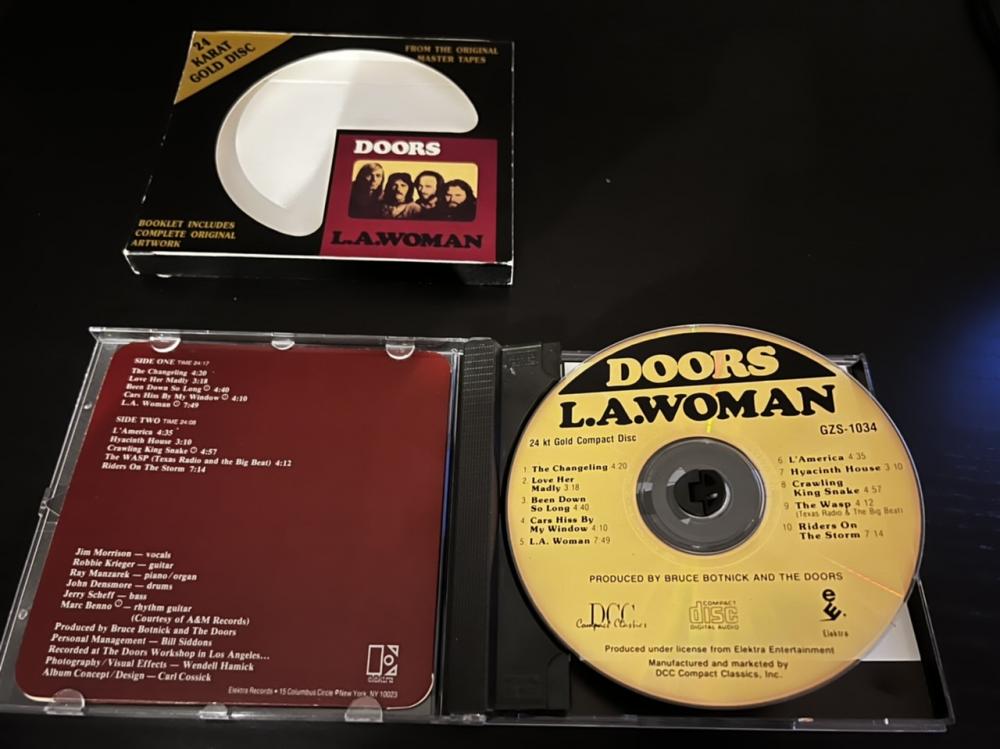 24
KARAT
GOLD DISC
FROM THE ORIGINAL
MASTER TAPES
DOORS
L.A.WOMAN
BOOKLET INCLUDES
COMPLETE ORIGINAL
ARTWORK
SIDE ONE TIME 24:17
The Changeling 4:20
Love Her Madly 3:18
Been Down So Long 4:40
Cars Hiss By My Window 4:10
L.A. Woman 7:49
SIDE TWO TIME 24:08
L'America 4:35
Hyacinth House 3:10
Crawling King Snake 4:57
The WASP (Texas Radio and the Big Beat) 4:12
Riders On The Storm 7:14
Jim Morrison — vocals
Robbie Krieger — guitar
Ray Manzarek — piano/organ
John Densmore — drums
Jerry Scheff — bass
Marc Benno — rhythm guitar
(Courtesy of A&M Records)
Produced by Bruce Botnick and The Doors
Personal Management — Bill Siddons
Recorded at The Doors Workshop in Los Angeles...
Photography/Visual Effects — Wendell Hamick
Album Concept/Design — Carl Cossick
elektra
Elektra Records • 15 Columbus Circle • New York, NY 10023
DOORS
L.A.WOMAN
24 kt Gold Compact Disc
GZS-1034
1. The Changeling 4:20
2. Love Her
Madly 3:18
3. Been Down
So Long 4:40
4. Cars Hiss By
My Window 4:10
5. L.A. Woman 7:49
6 L'America 4:35
7 Hyacinth House 3:10
8 Crawling
King Snake 4:57
9 The Wasp 4:12
(Texas Radio & The Big Beat)
10 Riders On
The Storm 7:14
PRODUCED BY BRUCE BOTNICK AND THE DOORS
DCC
Compact Classics
COMPACT
disc
DIGITAL AUDIO
Elektra
Produced under license from Elektra Entertainment
Manufactured and marketed by
DCC Compact Classics, Inc.